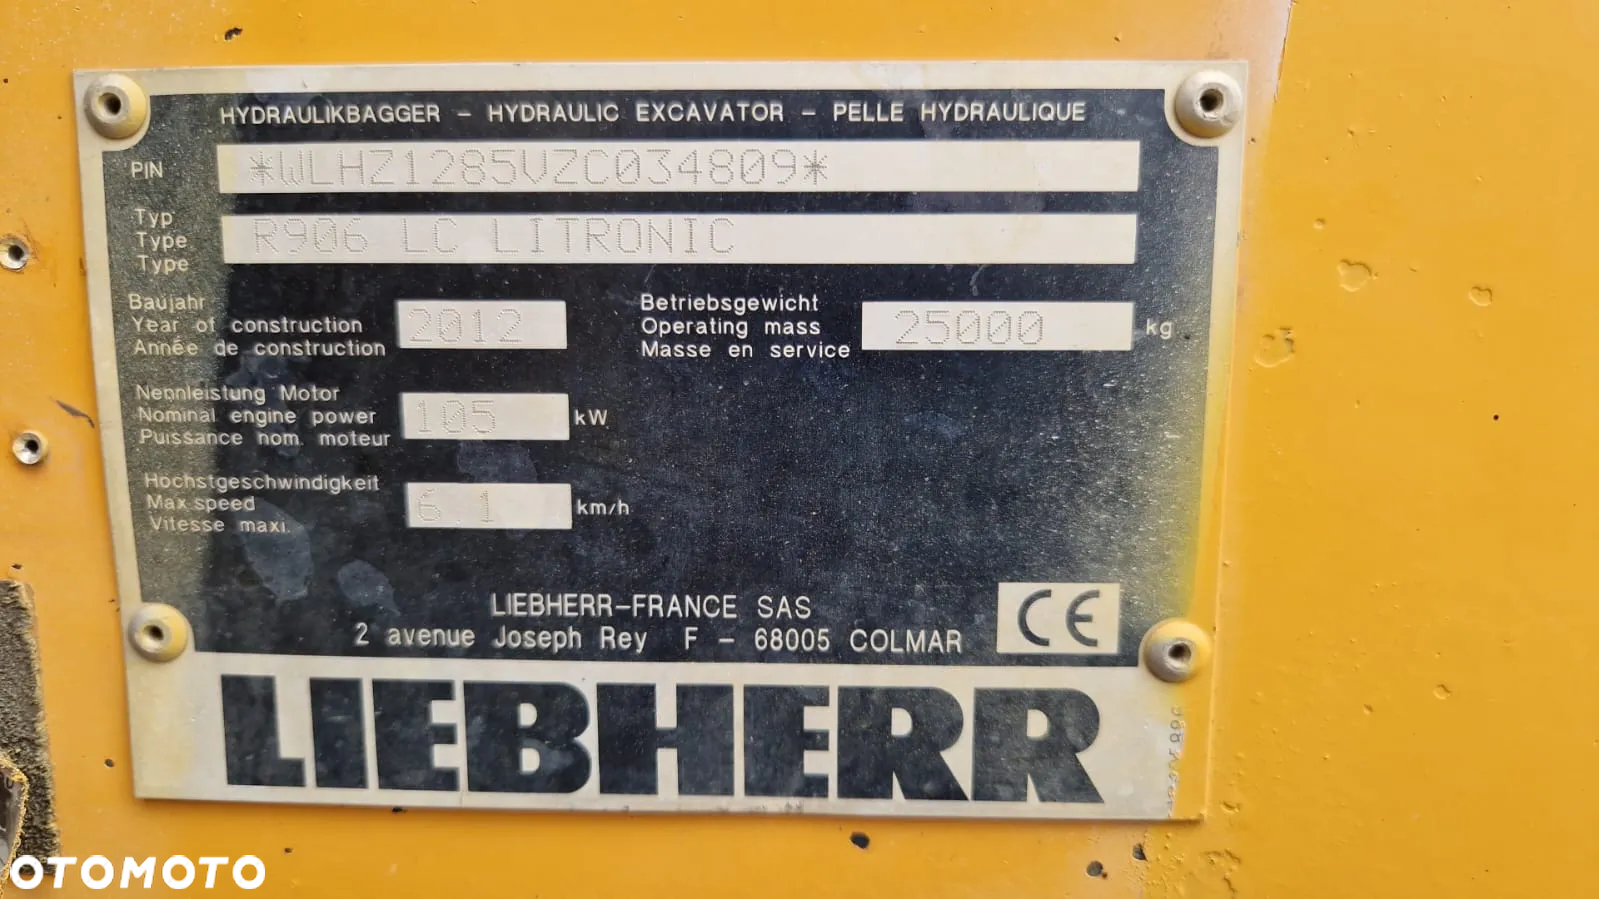 HYDRAULIKBAGGER - HYDRAULIC EXCAVATOR - PELLE HYDRAULIQUE
PIN *WLHZ1285VZC034809*
Typ
Type R906 LC LITRONIC
Type
Baujahr
Year of construction 2012
Année de construction
Betriebsgewicht
Operating mass 25000 kg
Masse en service
Nennleistung Motor
Nominal engine power 105 kW
Puissance nom. moteur
Höchstgeschwindigkeit
Max.speed 6.1 km/h
Vitesse maxi.
LIEBHERR-FRANCE SAS
2 avenue Joseph Rey F - 68005 COLMAR
CE
LIEBHERR
OTOMOTO